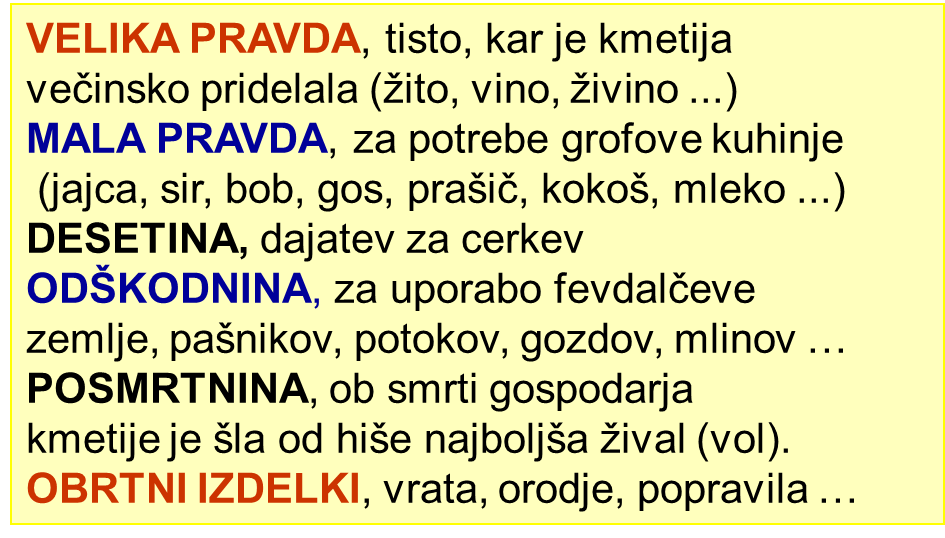 VELIKA PRAVDA, tisto, kar je kmetija
večinsko pridelala (žito, vino, živino ...)
MALA PRAVDA, za potrebe grofove kuhinje
(jajca, sir, bob, gos, prašič, kokoš, mleko ...)
DESETINA, dajatev za cerkev
ODŠKODNINA, za uporabo fevdalčeve
zemlje, pašnikov, potokov, gozdov, mlinov …
POSMRTNINA, ob smrti gospodarja
kmetije je šla od hiše najboljša žival (vol).
OBRTNI IZDELKI, vrata, orodje, popravila …